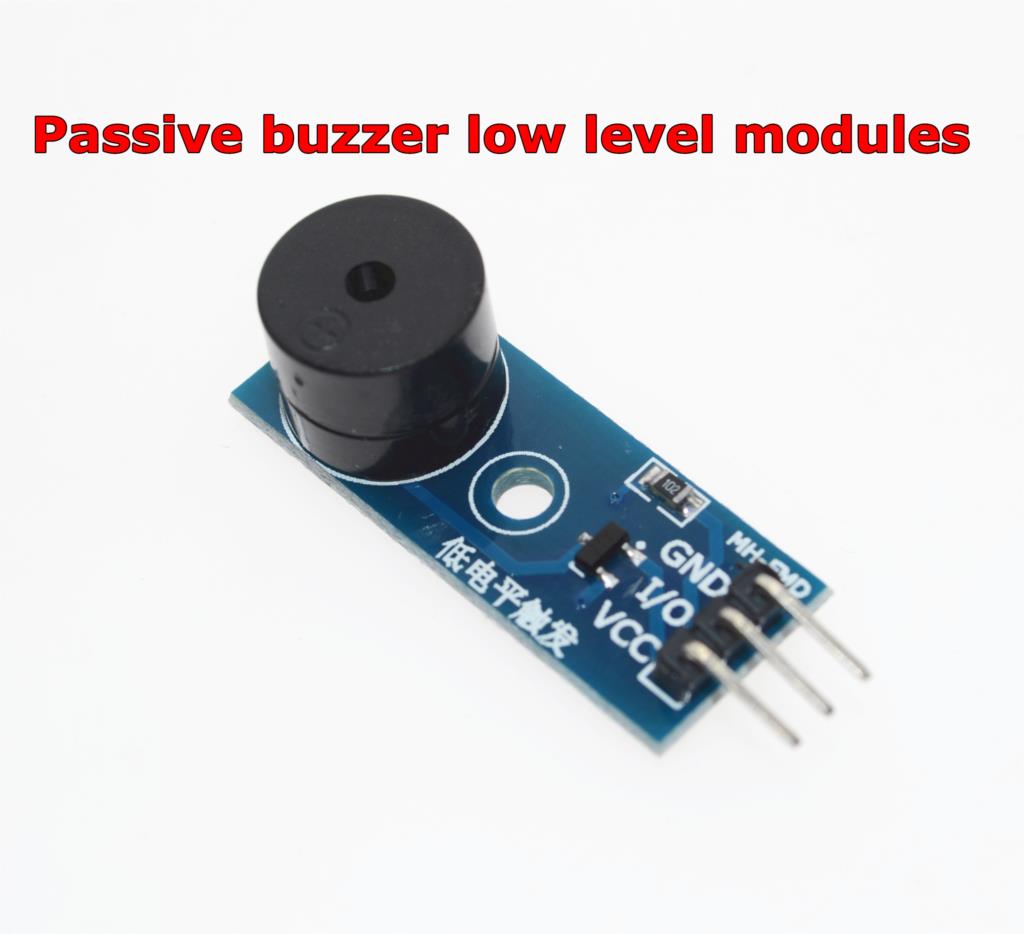 Passive buzzer low level modules
102
MH-FMD
GND
I/O
VCC
低电平触发